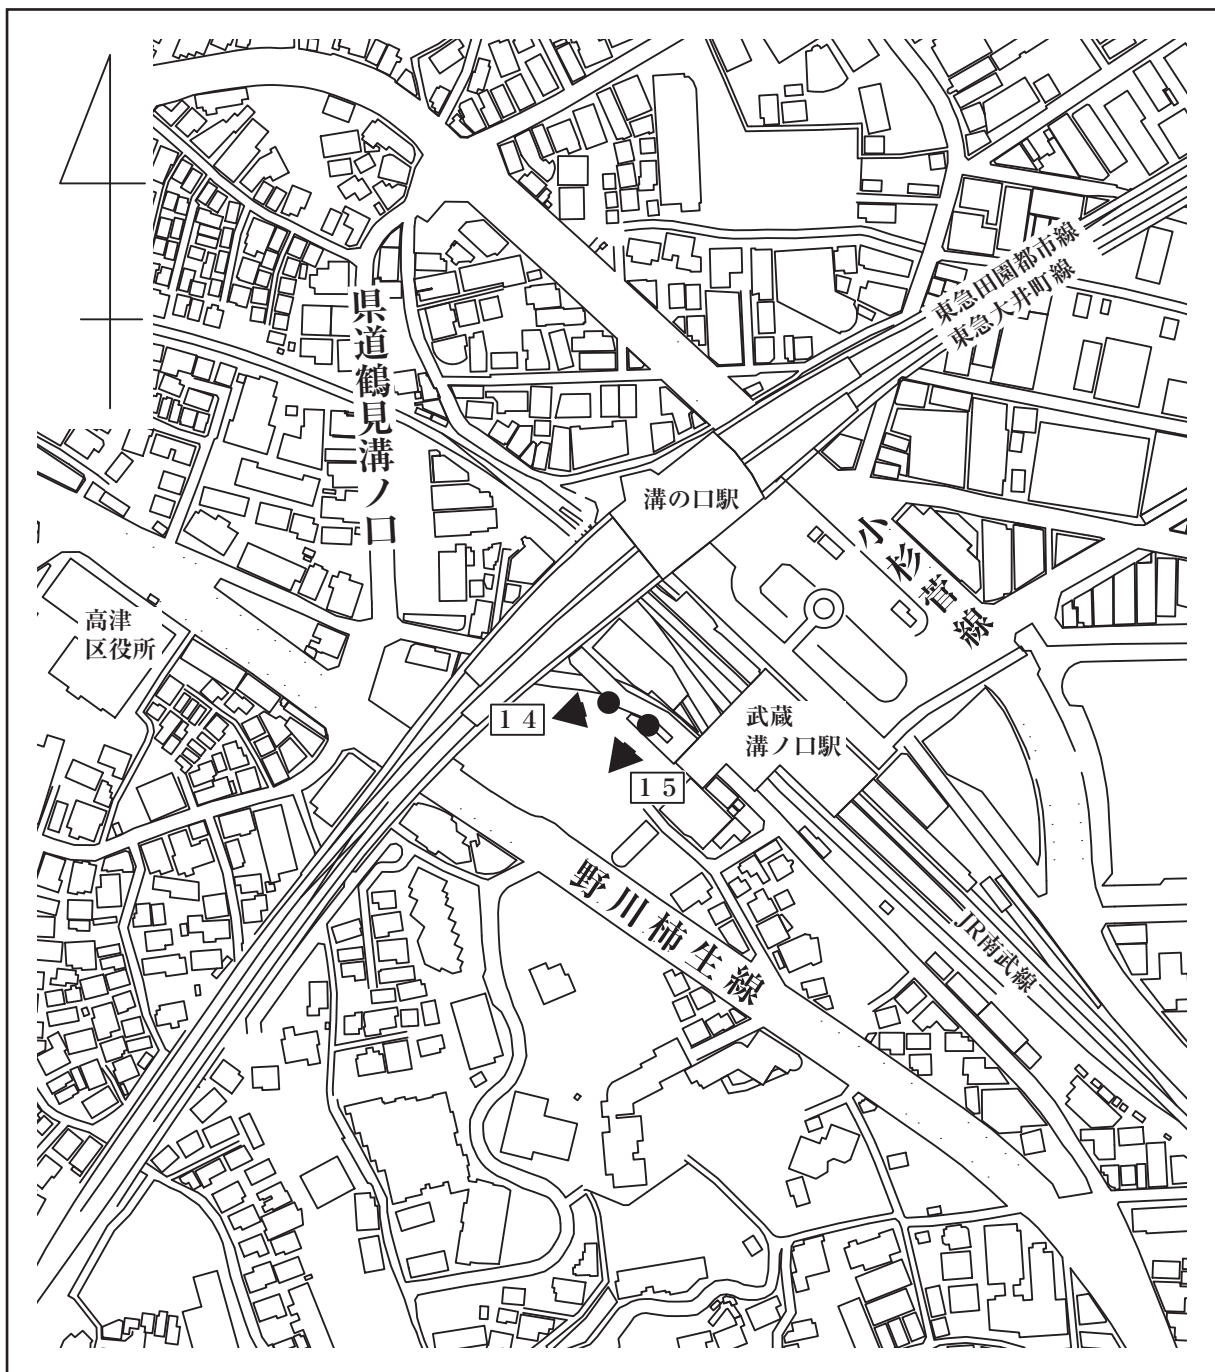 東急田園都市線
東急大井町線
県道鶴見溝ノ口
溝の口駅
小杉菅線
高津
区役所
武蔵
溝ノ口駅
14
15
野川柿生線
JR南武線